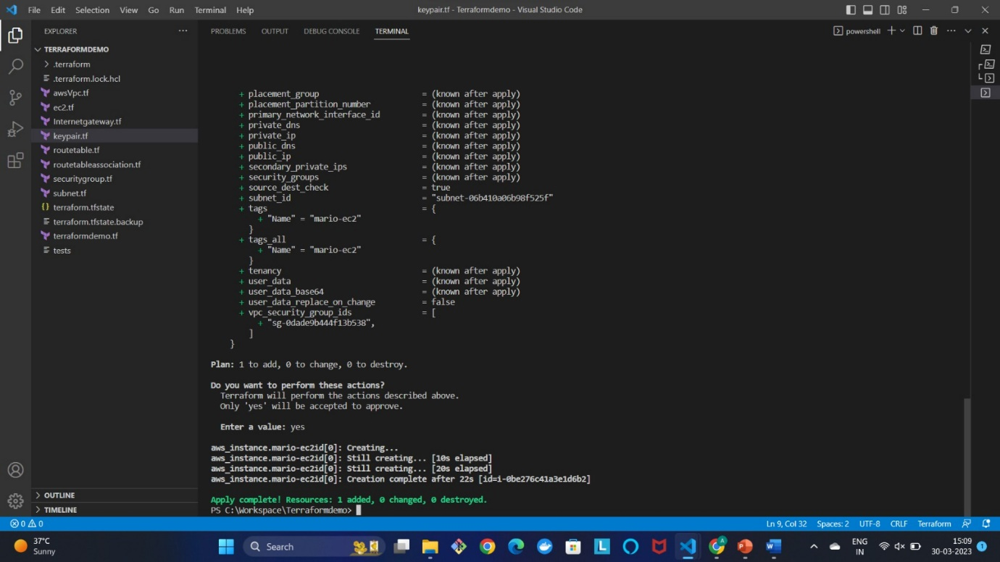 File Edit Selection View Go Run Terminal Help
keypair.tf - Terraformdemo - Visual Studio Code
EXPLORER
TERRAFORMDEMO
.terraform
.terraform.lock.hcl
awsVpc.tf
ec2.tf
Internetgateway.tf
keypair.tf
routetable.tf
routetableassociation.tf
securitygroup.tf
subnet.tf
{} terraform.tfstate
terraform.tfstate.backup
terraformdemo.tf
tests
OUTLINE
TIMELINE
PROBLEMS OUTPUT DEBUG CONSOLE TERMINAL
powershell
+ placement_group = (known after apply)
+ placement_partition_number = (known after apply)
+ primary_network_interface_id = (known after apply)
+ private_dns = (known after apply)
+ private_ip = (known after apply)
+ public_dns = (known after apply)
+ public_ip = (known after apply)
+ secondary_private_ips = (known after apply)
+ security_groups = (known after apply)
+ source_dest_check = true
+ subnet_id = "subnet-06b410a06b98f525f"
+ tags = {
+ "Name" = "mario-ec2"
}
+ tags_all = {
+ "Name" = "mario-ec2"
}
+ tenancy = (known after apply)
+ user_data = (known after apply)
+ user_data_base64 = (known after apply)
+ user_data_replace_on_change = false
+ vpc_security_group_ids = [
+ "sg-0dade9b444f13b538",
]
}
Plan: 1 to add, 0 to change, 0 to destroy.
Do you want to perform these actions?
Terraform will perform the actions described above.
Only 'yes' will be accepted to approve.
Enter a value: yes
aws_instance.mario-ec2id[0]: Creating...
aws_instance.mario-ec2id[0]: Still creating... [10s elapsed]
aws_instance.mario-ec2id[0]: Still creating... [20s elapsed]
aws_instance.mario-ec2id[0]: Creation complete after 22s [id=i-0be276c41a3e1d6b2]
Apply complete! Resources: 1 added, 0 changed, 0 destroyed.
PS C:\Workspace\Terraformdemo>
0 0
Ln 9, Col 32 Spaces: 2 UTF-8 CRLF Terraform
37°C
Sunny
Search
L
A
P
W
ENG
IN
15:09
30-03-2023
1